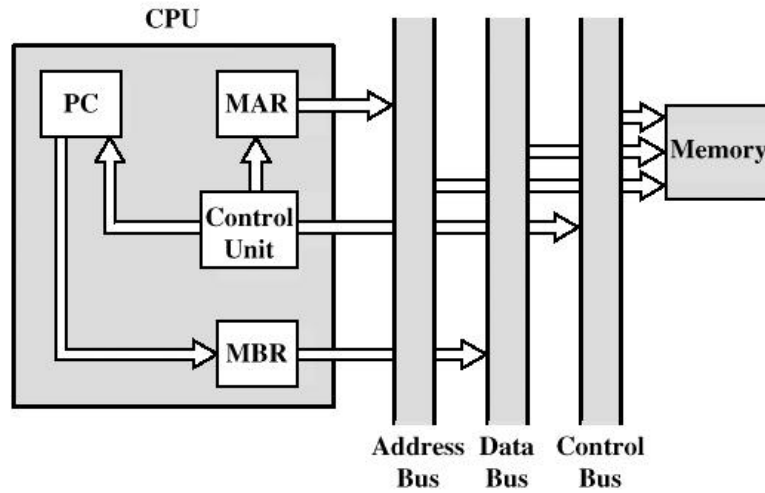 CPU
PC
MAR
Memory
Control
Unit
MBR
Address
Bus
Data
Bus
Control
Bus